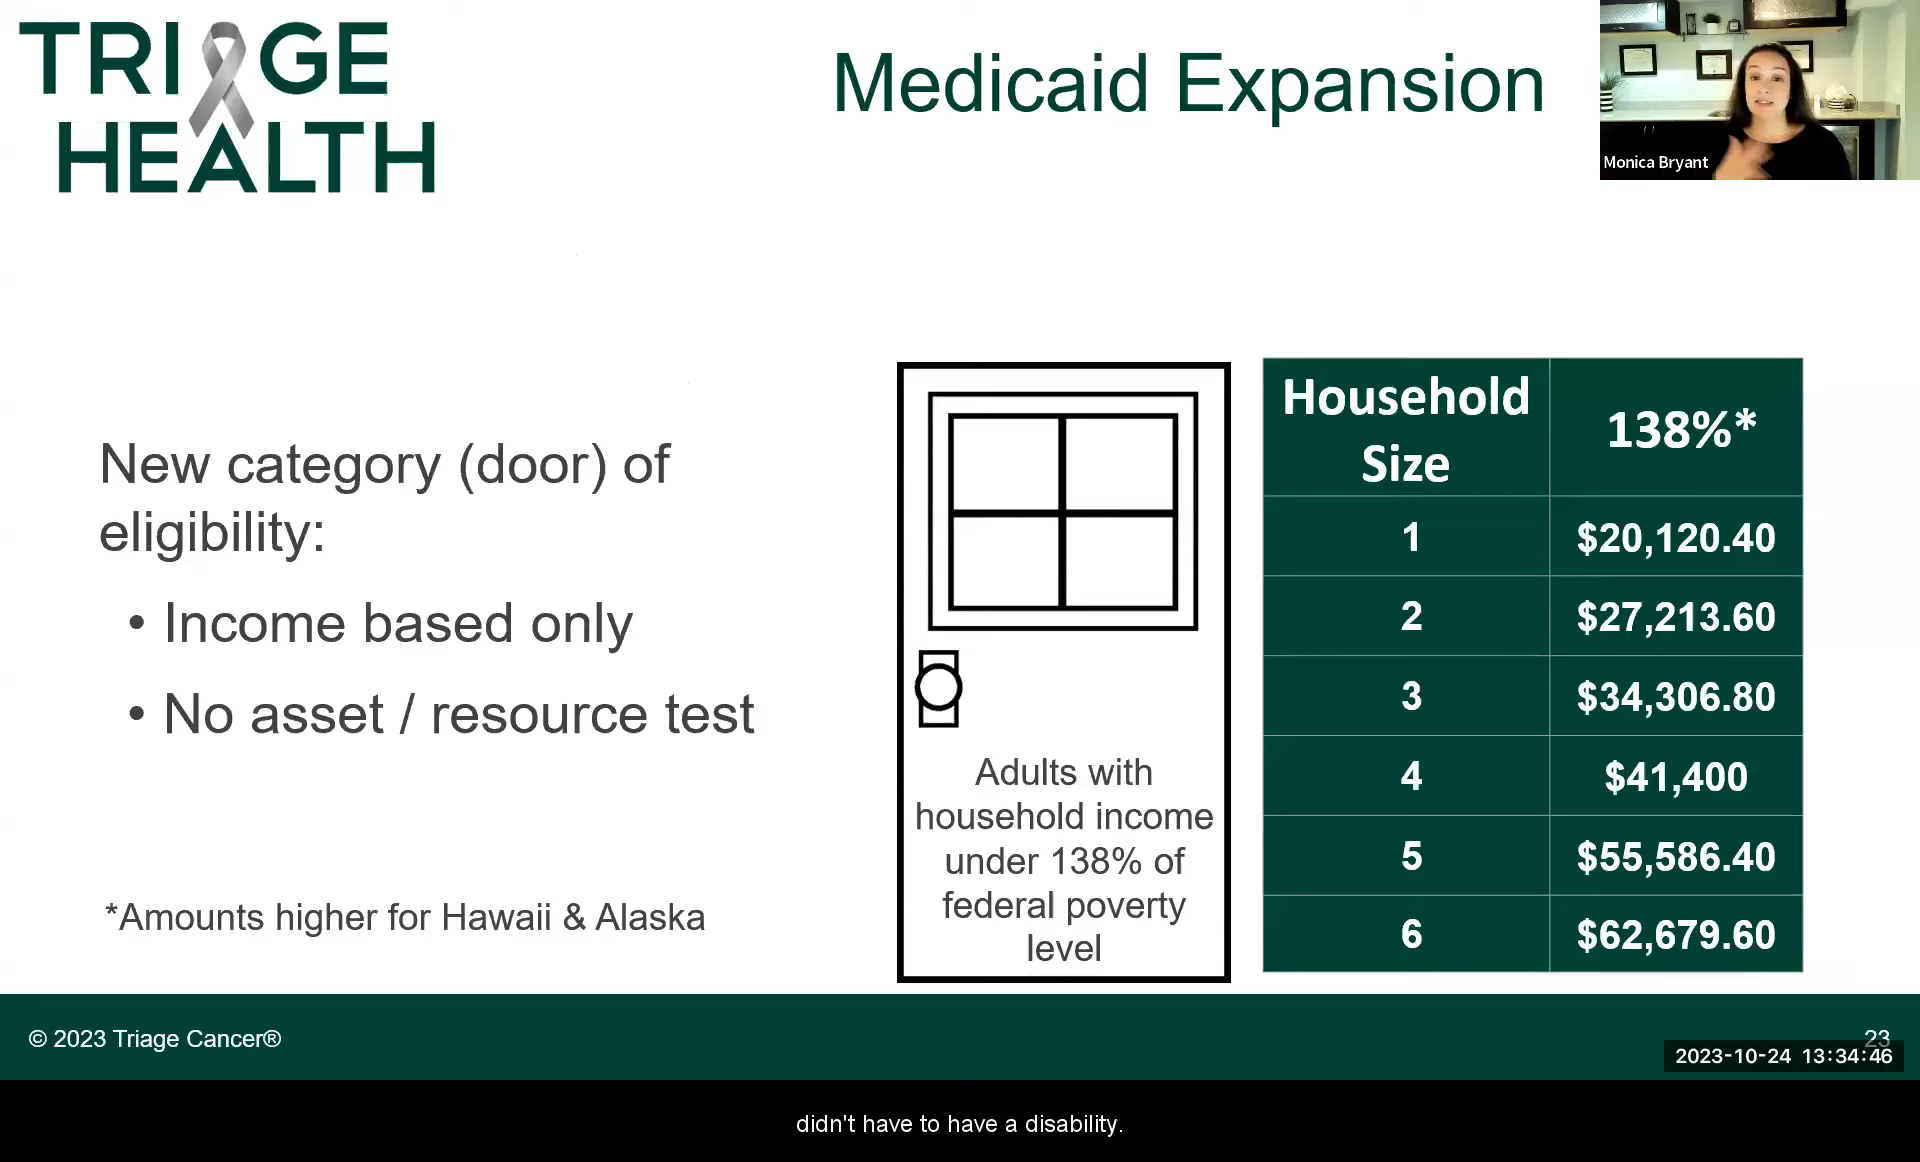 TRIAGE
HEALTH
Medicaid Expansion
Monica Bryant
New category (door) of
eligibility:
• Income based only
• No asset / resource test
*Amounts higher for Hawaii & Alaska
Adults with
household income
under 138% of
federal poverty
level
Household
Size
138%*
1 $20,120.40
2 $27,213.60
3 $34,306.80
4 $41,400
5 $55,586.40
6 $62,679.60
© 2023 Triage Cancer®
23
2023-10-24 13:34:46
didn't have to have a disability.